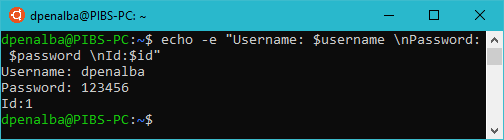 dpenalba@PIBS-PC: ~
dpenalba@PIBS-PC:~$ echo -e "Username: $username \nPassword:
 $password \nId:$id"
Username: dpenalba
Password: 123456
Id:1
dpenalba@PIBS-PC:~$